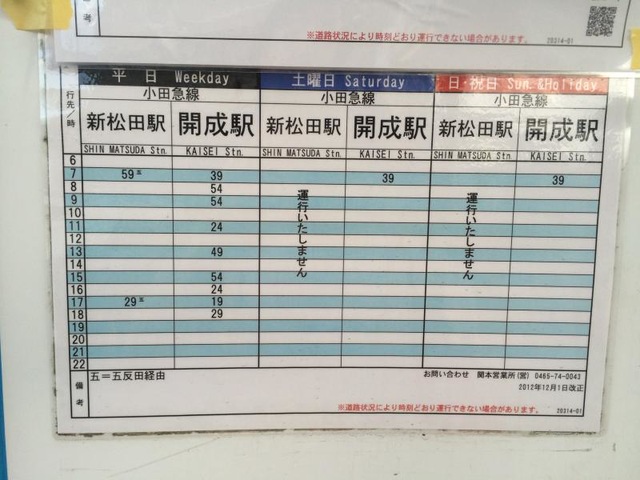 考
※道路状況により時刻どおり運行できない場合があります。 20314-01
行先/時 平日 Weekday 土曜日 Saturday 日・祝日 Sun. &Holiday
小田急線 小田急線 小田急線
新松田駅 開成駅 新松田駅 開成駅 新松田駅 開成駅
SHIN MATSUDA Stn. KAISEI Stn. SHIN MATSUDA Stn. KAISEI Stn. SHIN MATSUDA Stn. KAISEI Stn.
6
7 59五 39 39 39
8 54
9 54
10
11 24
12
13 49
14
15 54
16 24
17 29五 19
18 29
19
20
21
22
運行いたしません
運行いたしません
備考 五=五反田経由
お問い合わせ 関本営業所(営) 0465-74-0043
2012年12月1日改正
※道路状況により時刻どおり運行できない場合があります。 20314-01